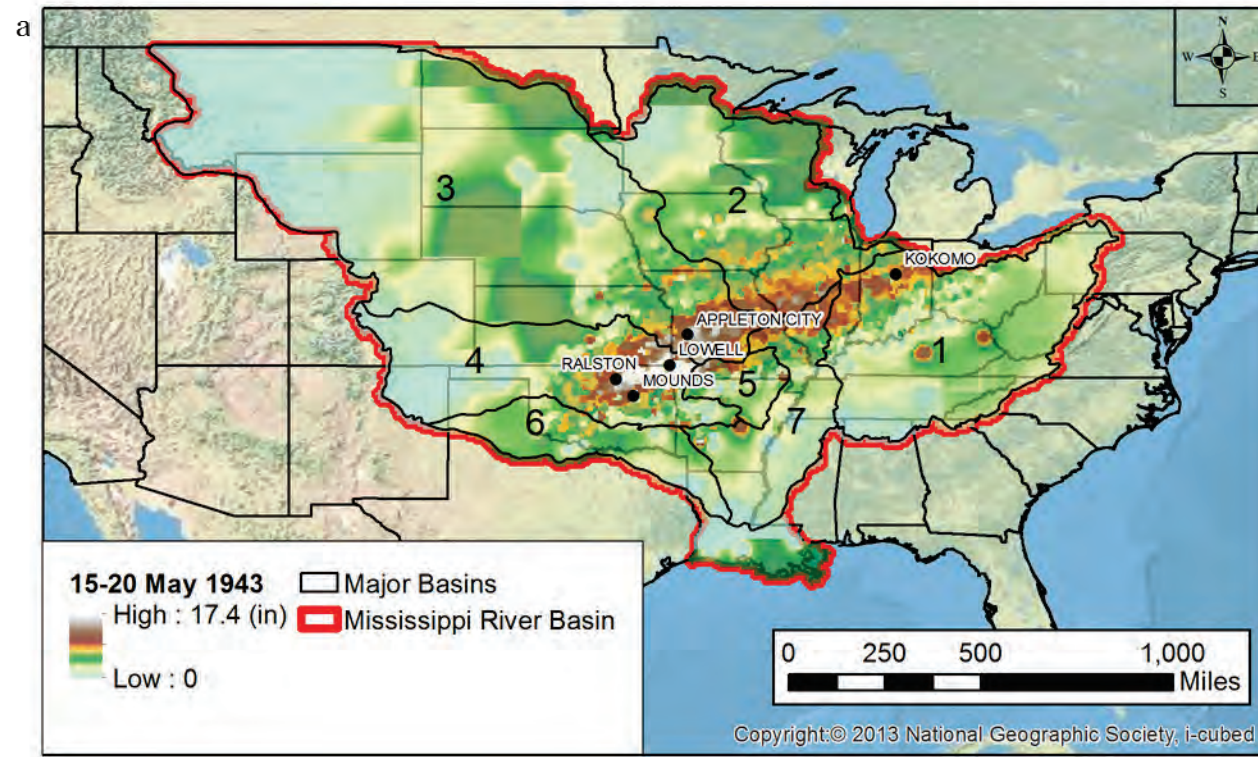 a
N
W E
S
3
2
KOKOMO
APPLETON CITY
LOWELL
4
RALSTON
1
MOUNDS
5
6
7
15-20 May 1943
High : 17.4 (in)
Low : 0
Major Basins
Mississippi River Basin
0 250 500 1,000
Miles
Copyright:© 2013 National Geographic Society, i-cubed